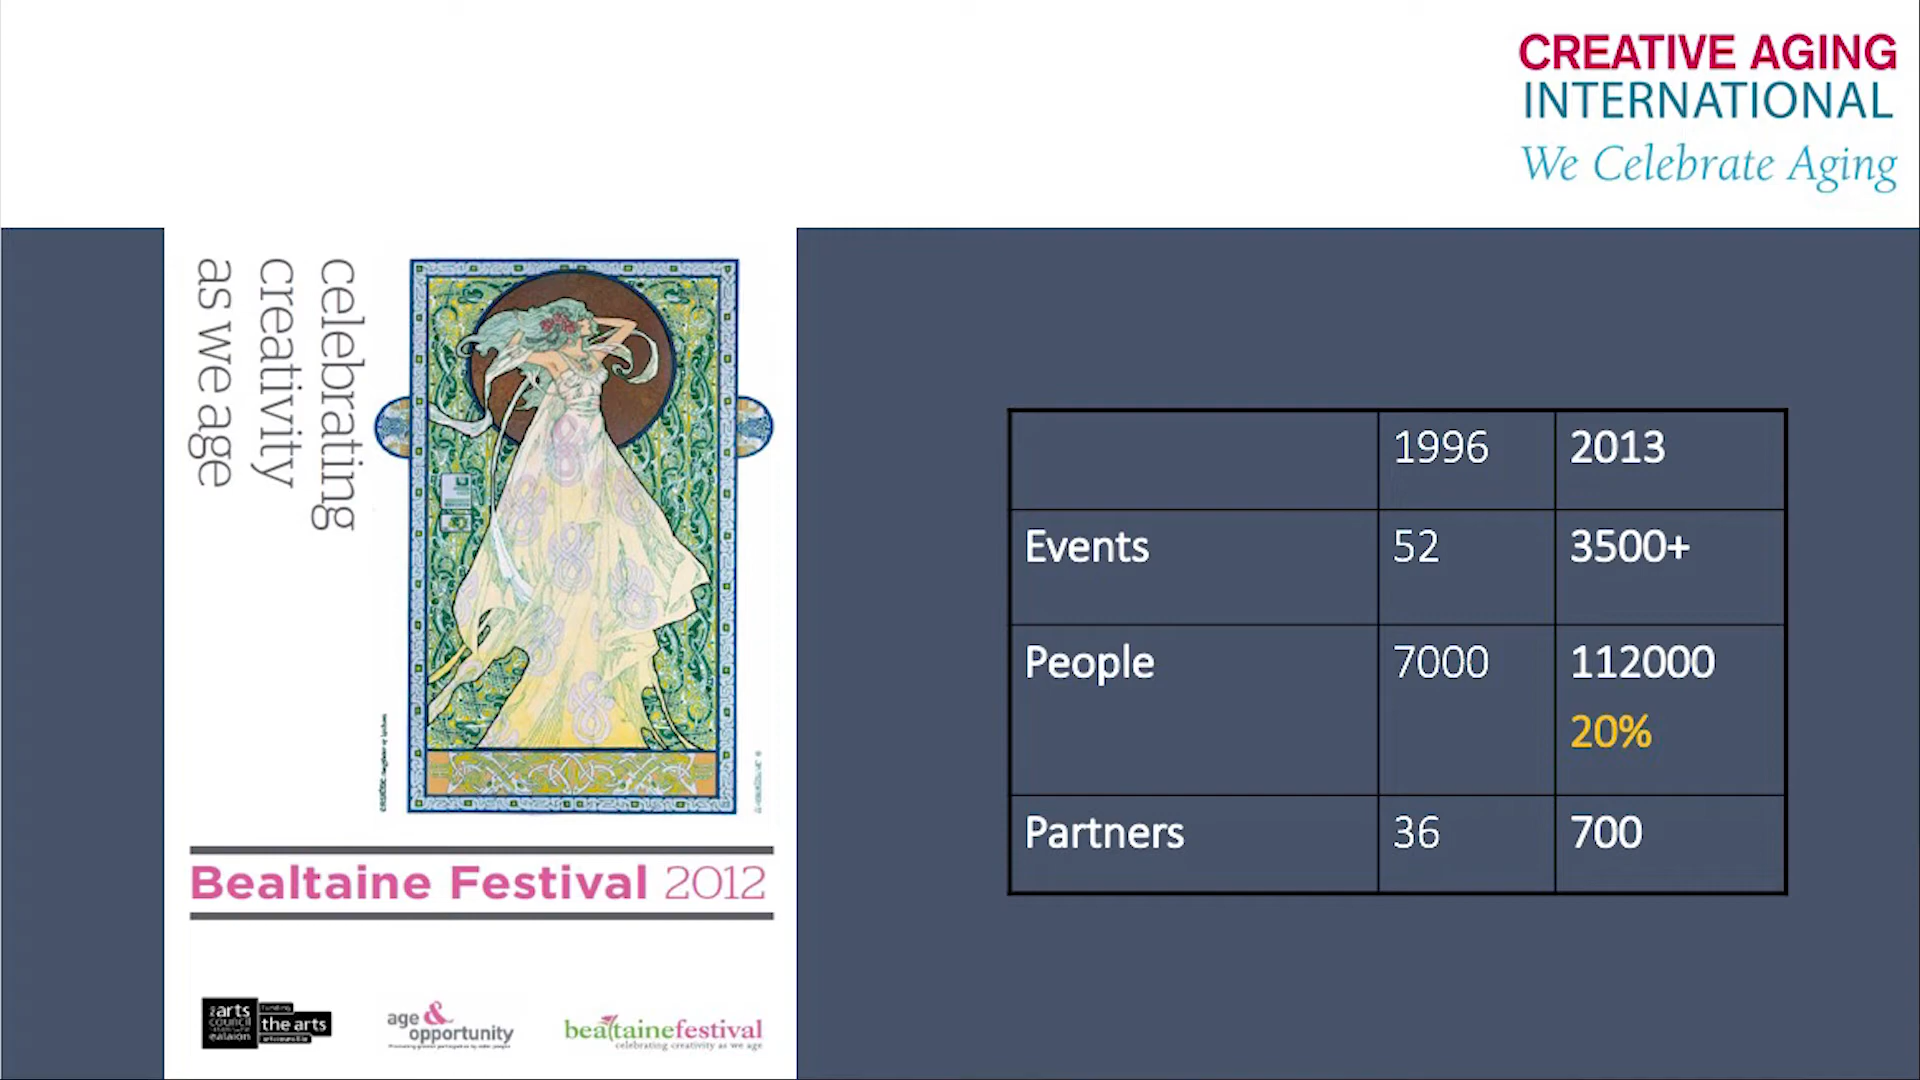 CREATIVE AGING
INTERNATIONAL
We Celebrate Aging
celebrating
creativity
as we age
Bealtaine Festival 2012
arts
council
ealaíon
funding
the arts
age &
opportunity
bealtainefestival
celebrating creativity as we age
1996 2013
Events 52 3500+
People 7000 112000
20%
Partners 36 700